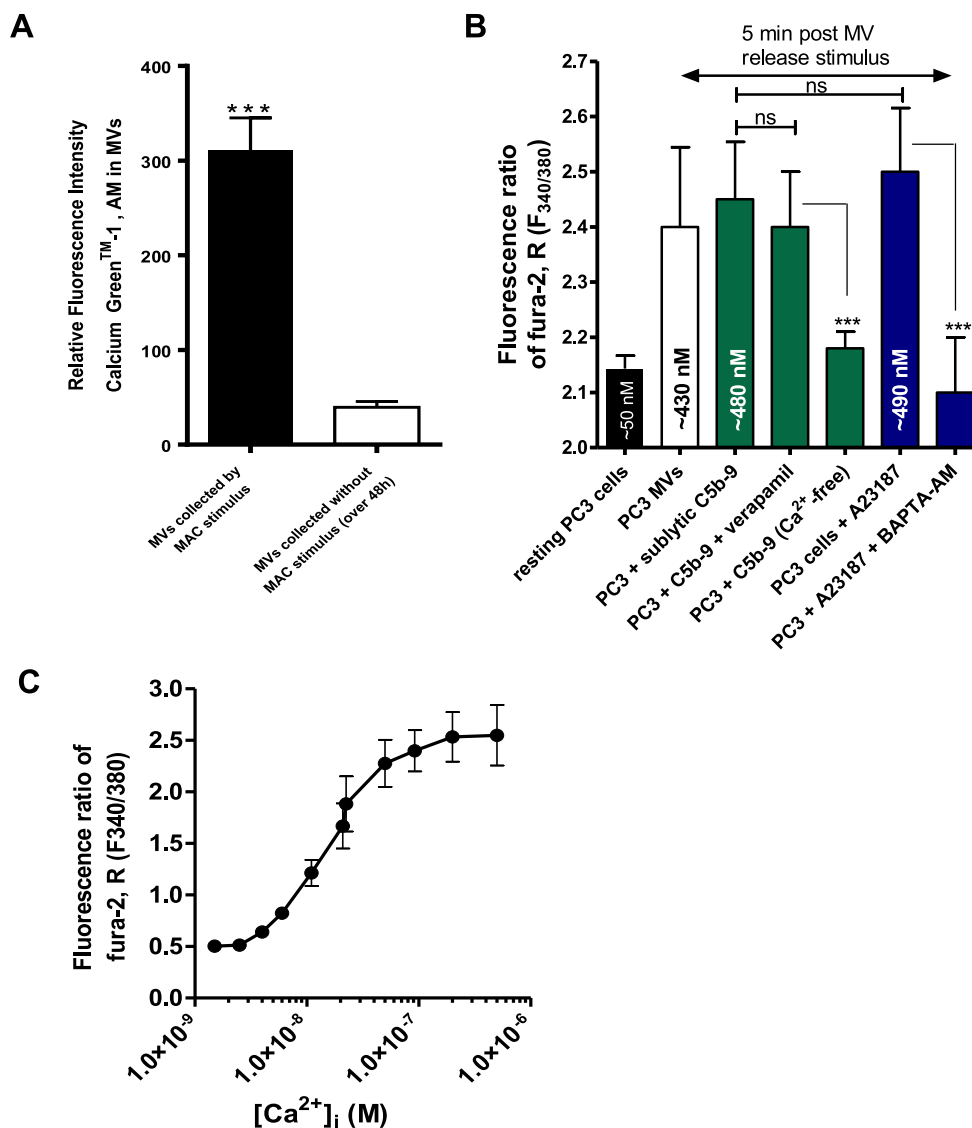 A
400
300
200
100
0
Relative Fluorescence Intensity
Calcium Green™-1 , AM in MVs
***
MVs collected by
MAC stimulus
MVs collected without
MAC stimulus (over 48h)
B
5 min post MV
release stimulus
2.7
2.6
2.5
2.4
2.3
2.2
2.1
2.0
Fluorescence ratio
of fura-2, R (F340/380)
ns
ns
***
***
~50 nM
~430 nM
~480 nM
~490 nM
resting PC3 cells
PC3 MVs
PC3 + sublytic C5b-9
PC3 + C5b-9 + verapamil
PC3 + C5b-9 (Ca2+-free)
PC3 cells + A23187
PC3 + A23187 + BAPTA-AM
C
3.0
2.5
2.0
1.5
1.0
0.5
0.0
Fluorescence ratio of
fura-2, R (F340/380)
1.0×10-9
1.0×10-8
1.0×10-7
1.0×10-6
[Ca2+]i (M)